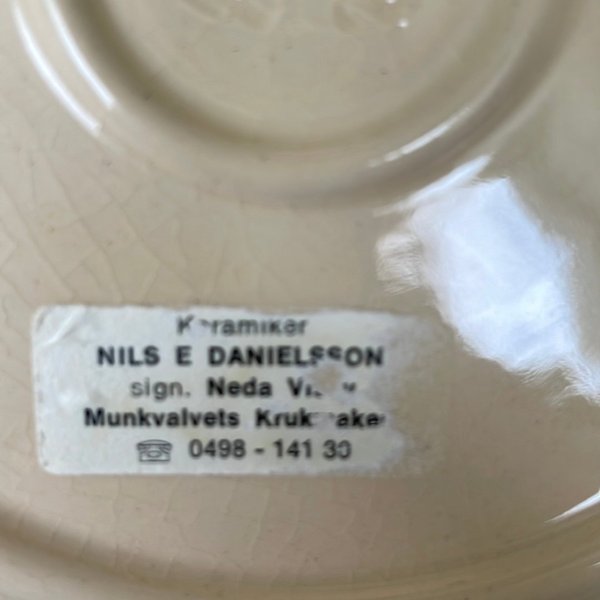 Keramiker
NILS E DANIELSSON
sign. Neda
Munkvalvets
☎ 0498 - 141 30